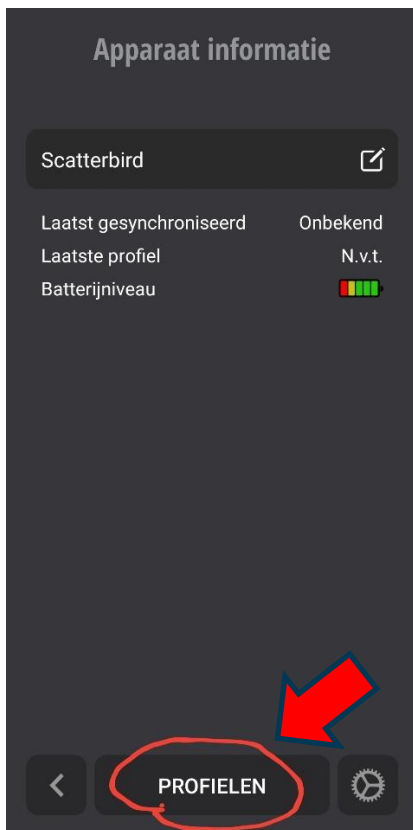 Apparaat informatie
Scatterbird
Laatst gesynchroniseerd Onbekend
Laatste profiel N.v.t.
Batterijniveau
PROFIELEN